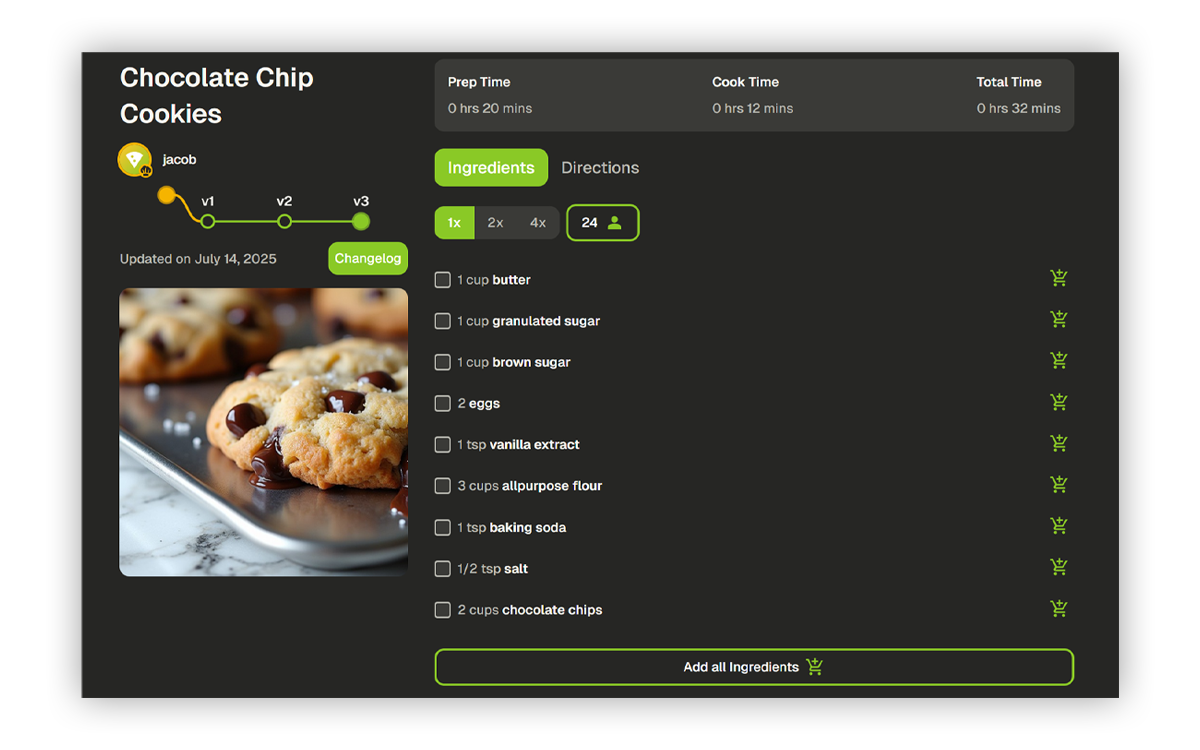 Chocolate Chip
Cookies
jacob
v1 v2 v3
Updated on July 14, 2025
Changelog
Prep Time
0 hrs 20 mins
Cook Time
0 hrs 12 mins
Total Time
0 hrs 32 mins
Ingredients
Directions
1x 2x 4x 24
1 cup butter
1 cup granulated sugar
1 cup brown sugar
2 eggs
1 tsp vanilla extract
3 cups allpurpose flour
1 tsp baking soda
1/2 tsp salt
2 cups chocolate chips
Add all Ingredients